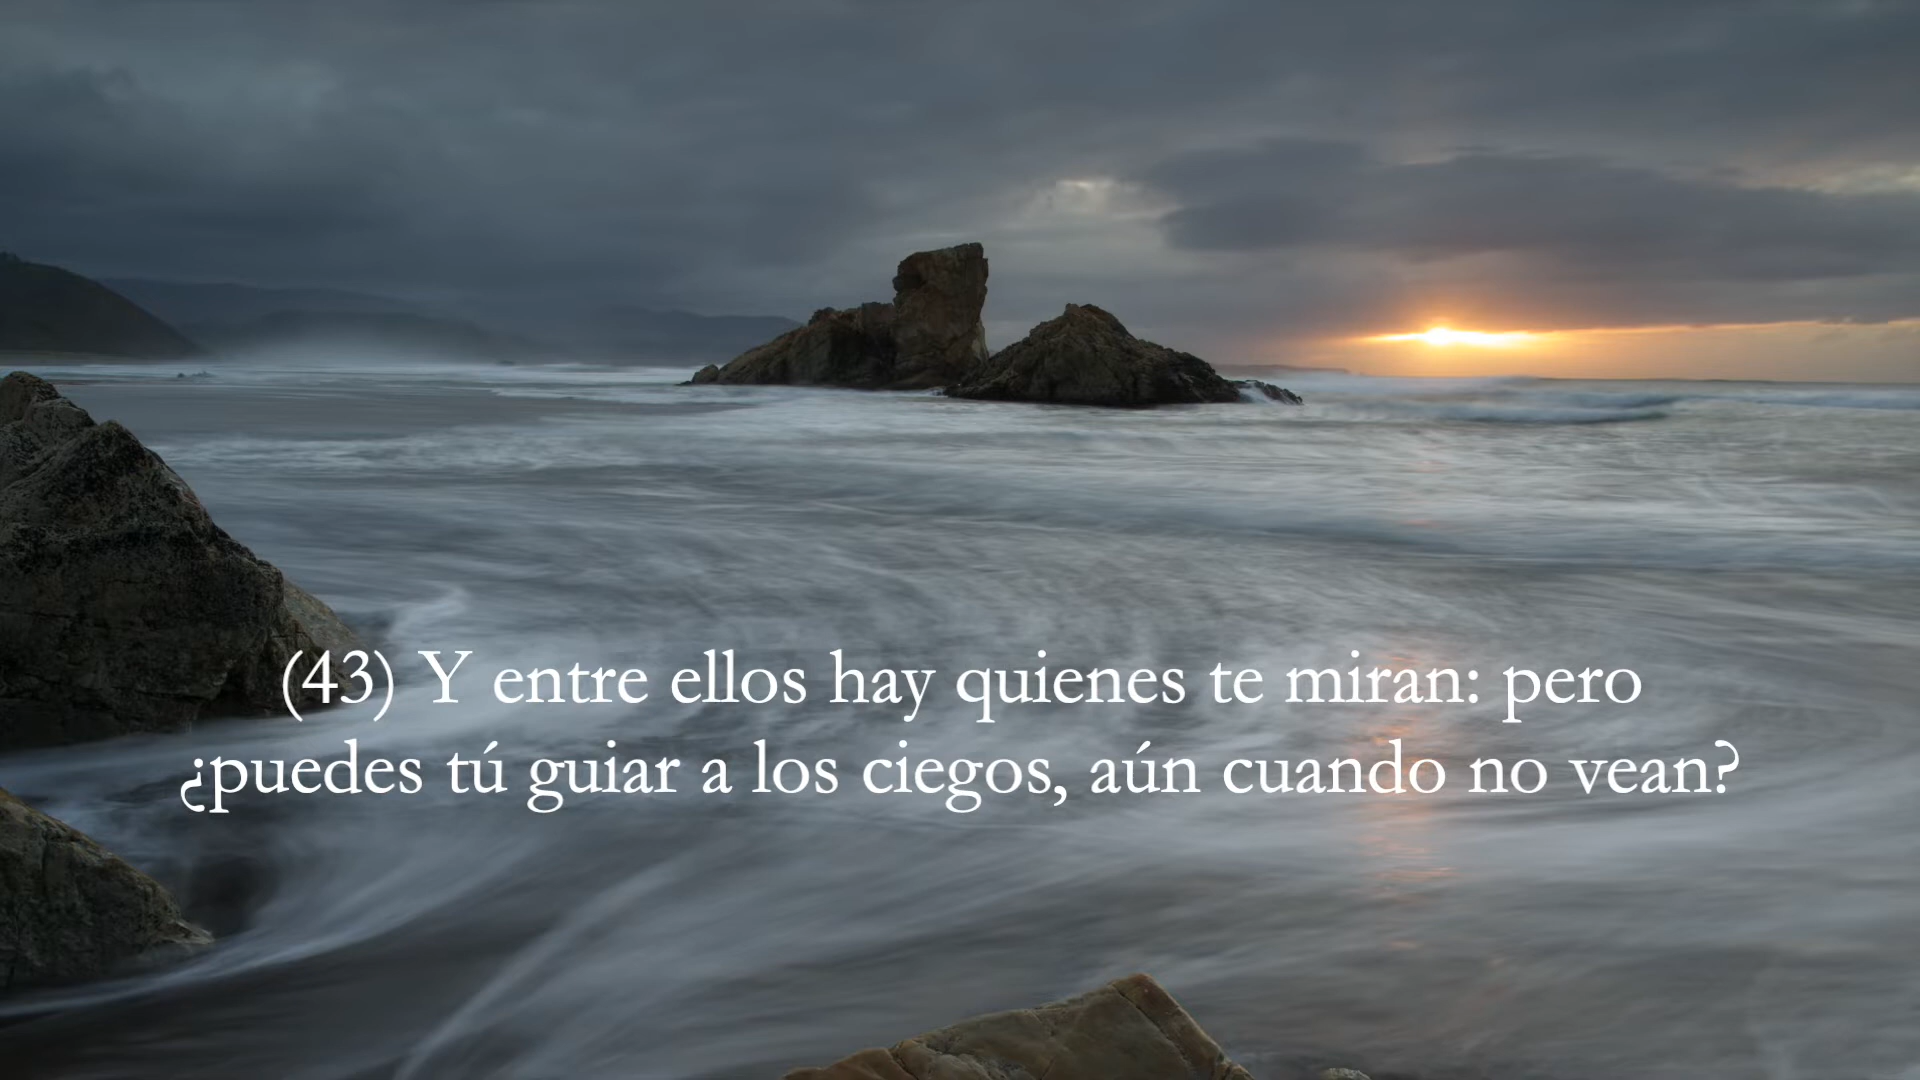 (43) Y entre ellos hay quienes te miran: pero
¿puedes tú guiar a los ciegos, aún cuando no vean?